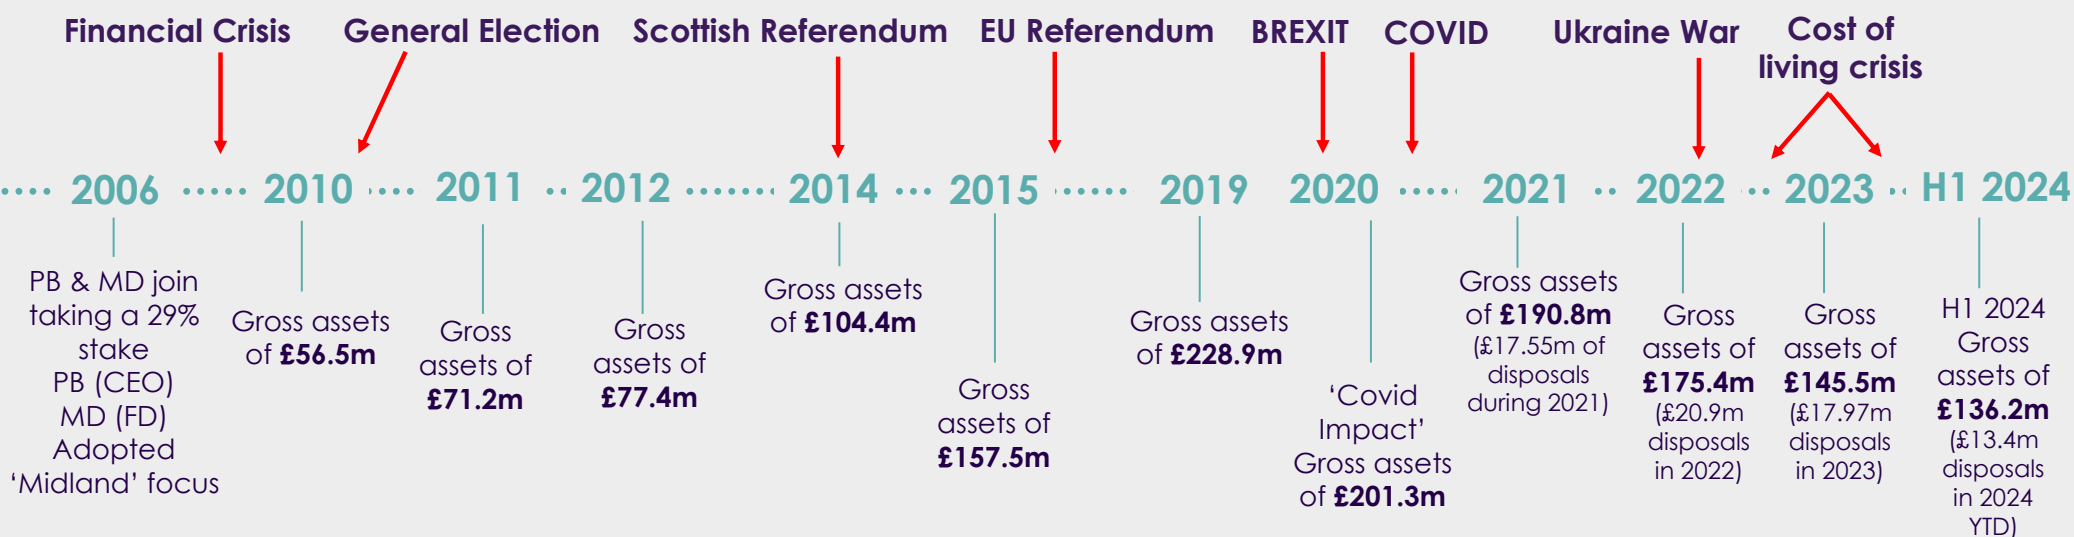 Financial Crisis
General Election
Scottish Referendum
EU Referendum
BREXIT
COVID
Ukraine War
Cost of
living crisis
2006
2010
2011
2012
2014
2015
2019
2020
2021
2022
2023
H1 2024
PB & MD join
taking a 29%
stake
PB (CEO)
MD (FD)
Adopted
‘Midland’ focus
Gross assets
of £56.5m
Gross
assets of
£71.2m
Gross
assets of
£77.4m
Gross assets
of £104.4m
Gross
assets of
£157.5m
Gross assets
of £228.9m
‘Covid
Impact’
Gross assets
of £201.3m
Gross assets
of £190.8m
(£17.55m of
disposals
during 2021)
Gross
assets of
£175.4m
(£20.9m
disposals
in 2022)
Gross
assets of
£145.5m
(£17.97m
disposals
in 2023)
H1 2024
Gross
assets of
£136.2m
(£13.4m
disposals
in 2024
YTD)